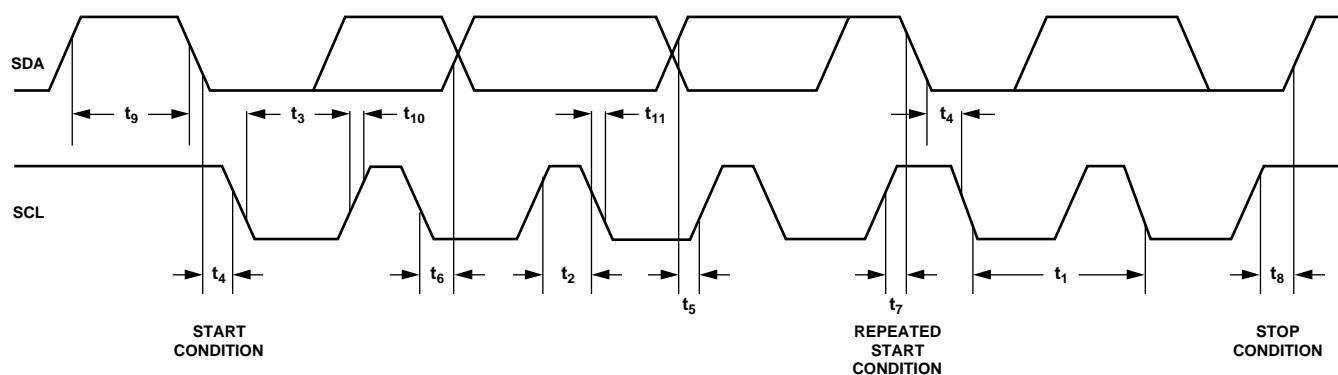 SDA
t9 t3 t10 t11 t4
SCL
t4 t6 t2 t5 t7 t1 t8
START
CONDITION
REPEATED
START
CONDITION
STOP
CONDITION